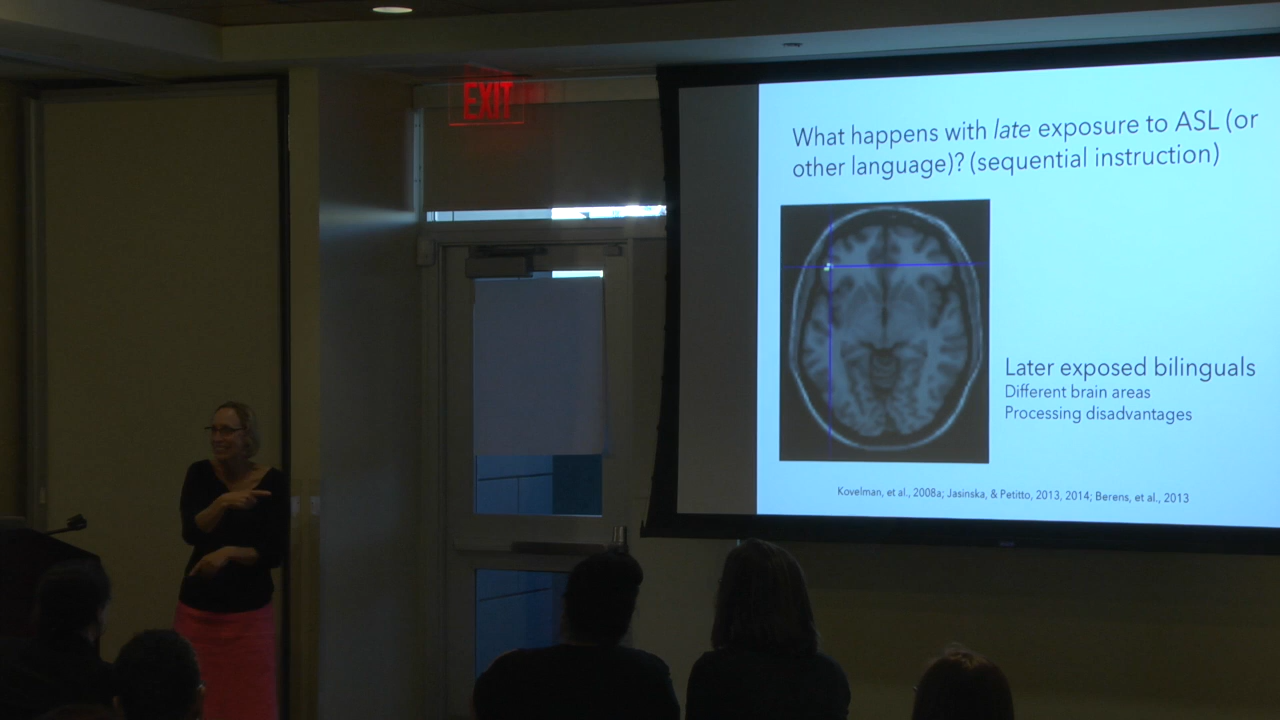 EXIT
What happens with late exposure to ASL (or
other language)? (sequential instruction)
Later exposed bilinguals
Different brain areas
Processing disadvantages
Kovelman, et al., 2008a; Jasinska, & Petitto, 2013, 2014; Berens, et al., 2013